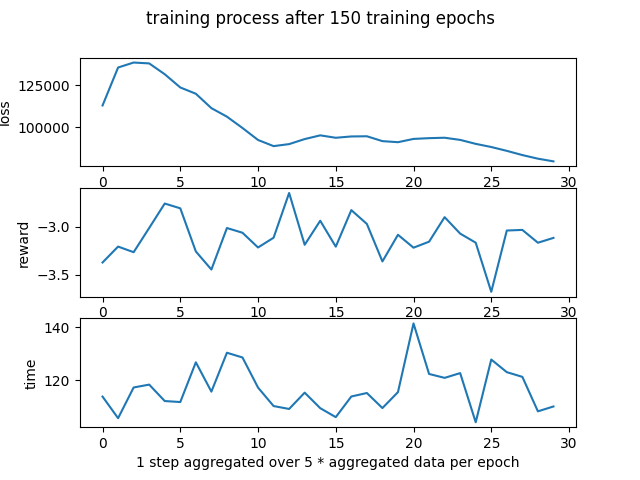 training process after 150 training epochs
125000
100000
loss
0 5 10 15 20 25 30
−3.0
−3.5
reward
0 5 10 15 20 25 30
140
120
time
0 5 10 15 20 25 30
1 step aggregated over 5 * aggregated data per epoch